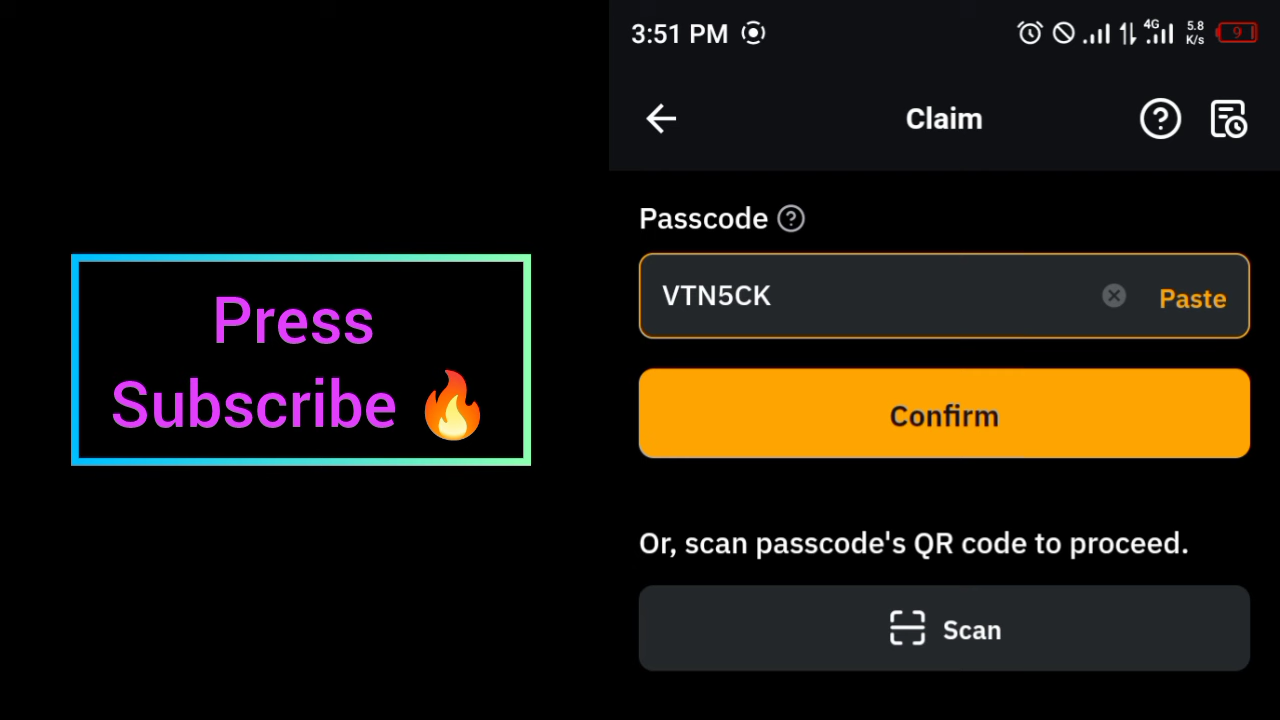 Press
Subscribe 🔥
3:51 PM
4G
5.8
K/s
9
Claim
Passcode
VTN5CK
Paste
Confirm
Or, scan passcode's QR code to proceed.
Scan